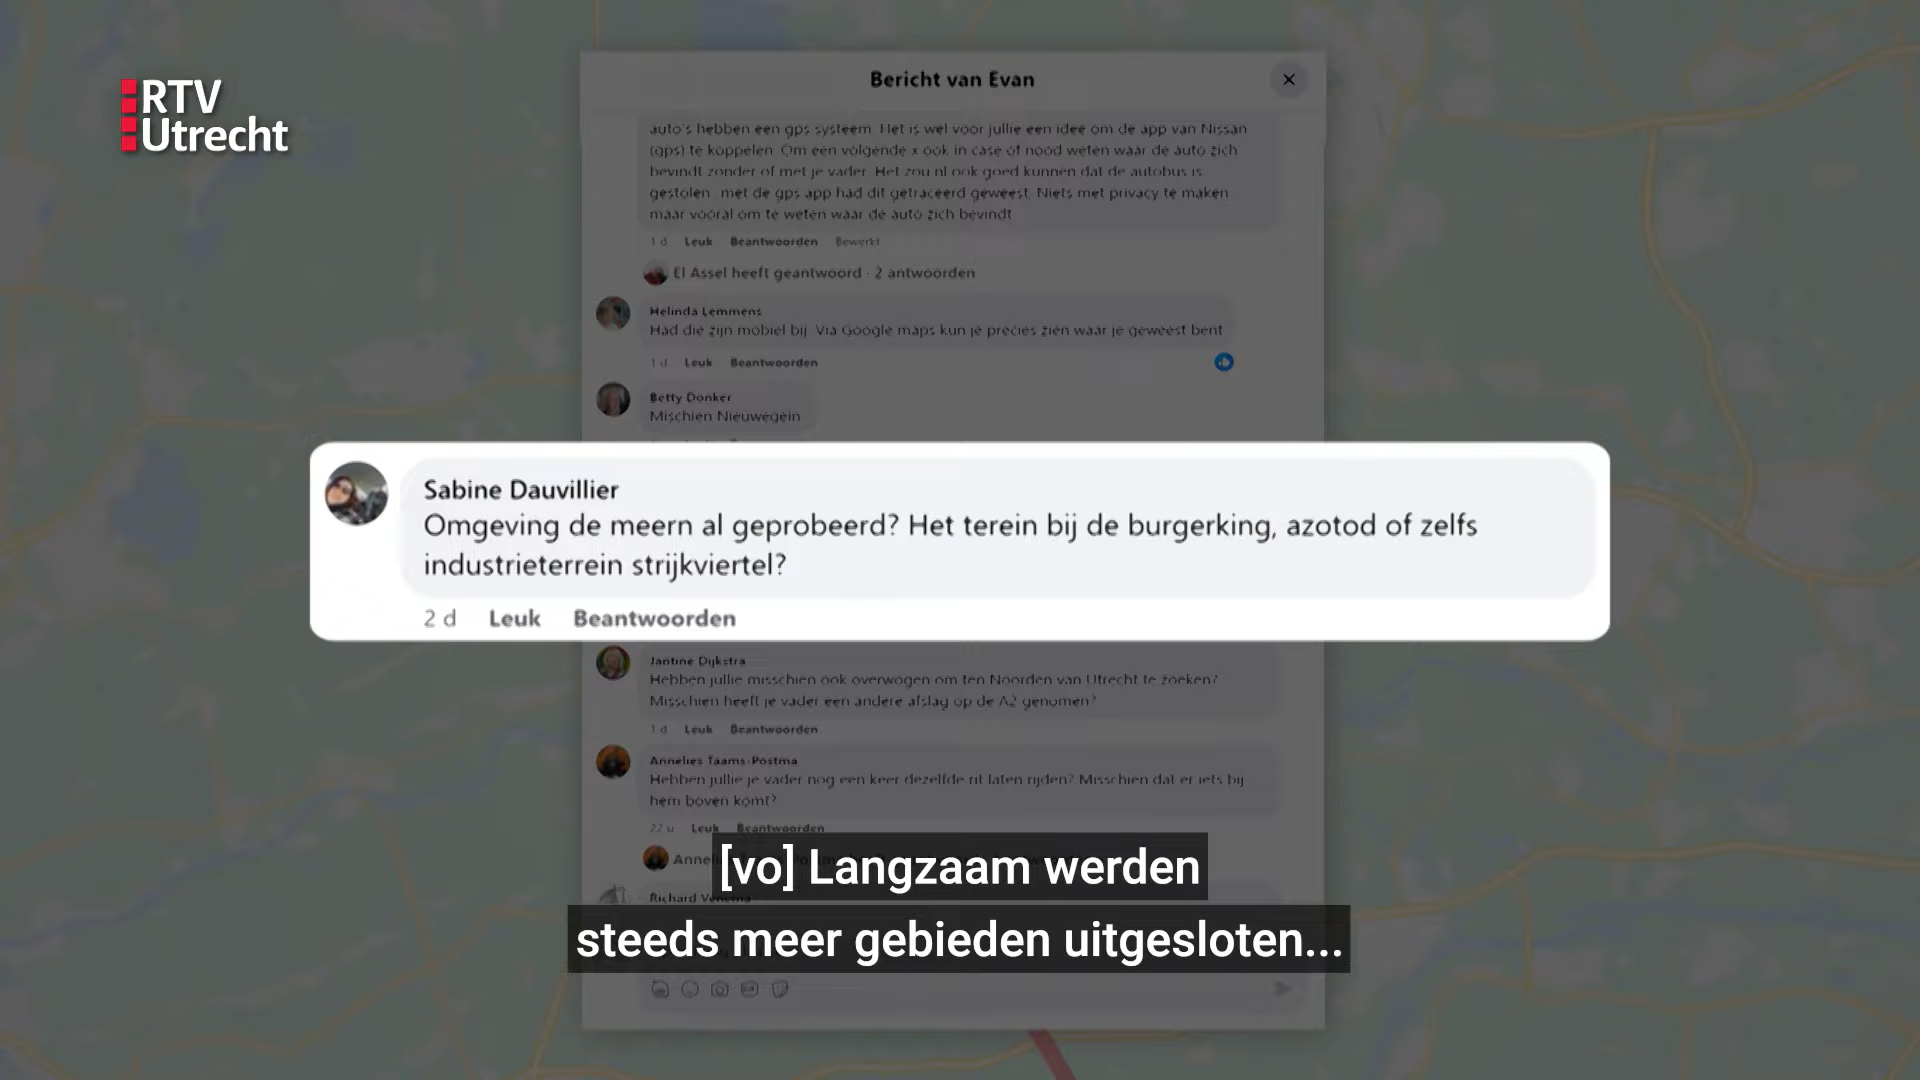 RTV
Utrecht
Bericht van Evan
auto's hebben een gps systeem. Het is wel voor jullie een idee om de app van Nissan
(gps) te koppelen. Om een volgende x ook in case of nood weten waar de auto zich
bevindt zonder of met je vader. Het zou nl ook goed kunnen dat de autobus is
gestolen.. met de gps app had dit getraceerd geweest. Niets met privacy te maken
maar vooral om te weten waar de auto zich bevindt
1 d Leuk Beantwoorden Bewerkt
El Assel heeft geantwoord · 2 antwoorden
Helinda Lemmens
Had die zijn mobiel bij. Via Google maps kun je precies zien waar je geweest bent
1 d Leuk Beantwoorden
Betty Donker
Mischien Nieuwegein
Sabine Dauvillier
Omgeving de meern al geprobeerd? Het terein bij de burgerking, azotod of zelfs
industrieterrein strijkviertel?
2 d Leuk Beantwoorden
Jantine Dijkstra
Hebben jullie misschien ook overwogen om ten Noorden van Utrecht te zoeken?
Misschien heeft je vader een andere afslag op de A2 genomen?
1 d Leuk Beantwoorden
Annelies Taams-Postma
Hebben jullie je vader nog een keer dezelfde rit laten rijden? Misschien dat er iets bij
hem boven komt?
22 u Leuk Beantwoorden
Richard Venema
[vo] Langzaam werden
steeds meer gebieden uitgesloten...